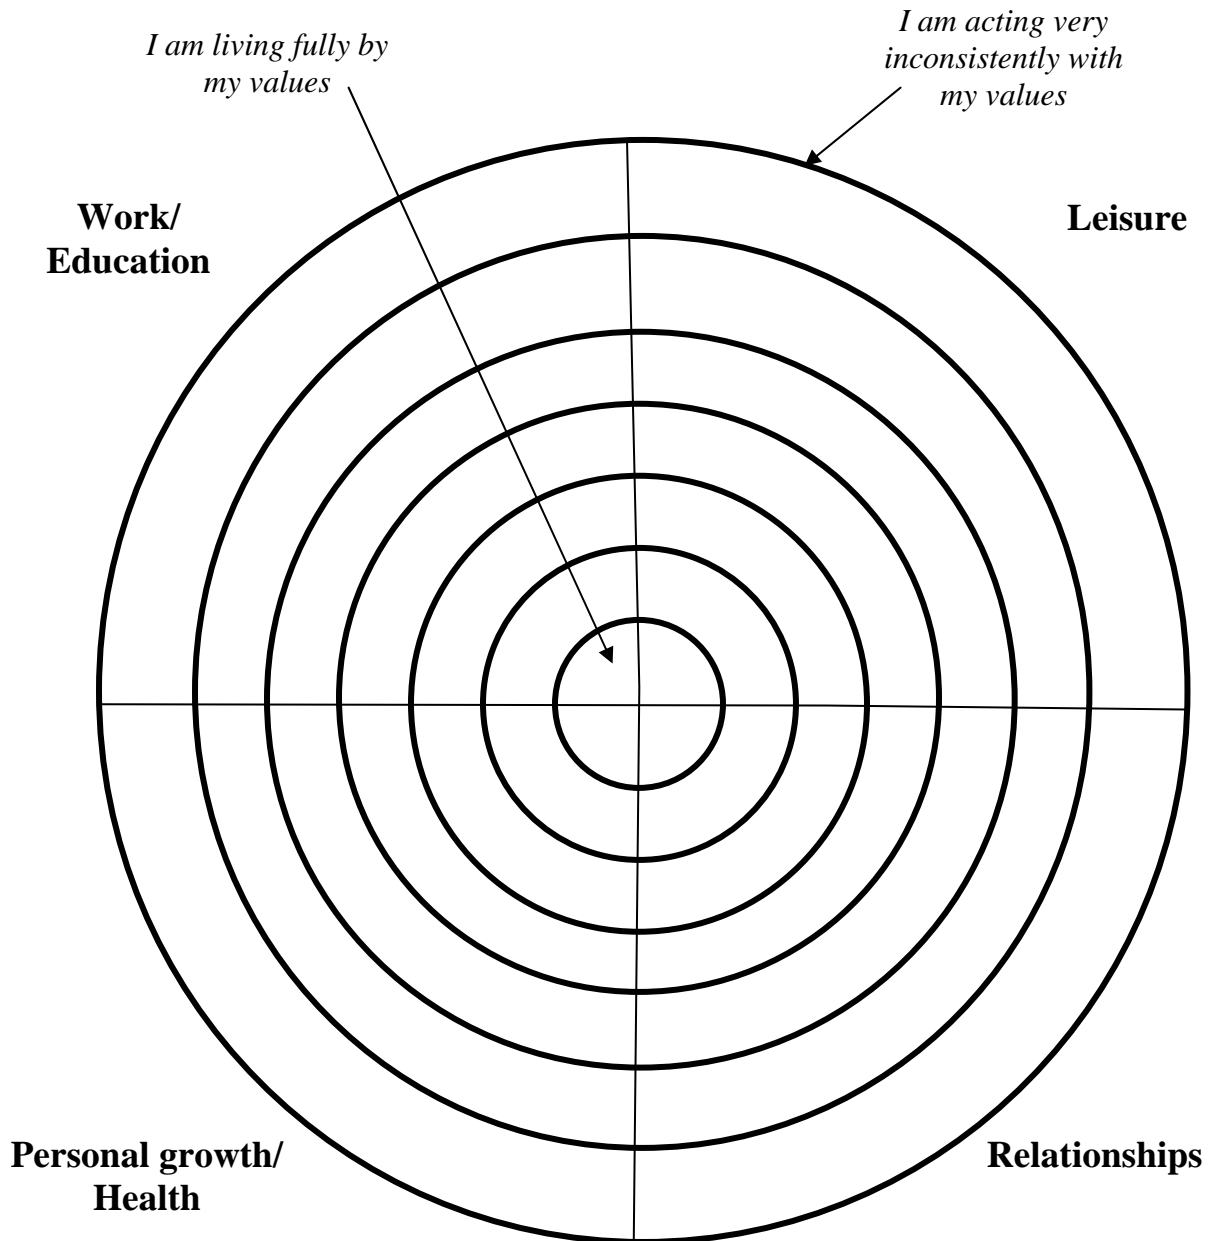 I am living fully by
my values
I am acting very
inconsistently with
my values
Work/
Education
Leisure
Personal growth/
Health
Relationships